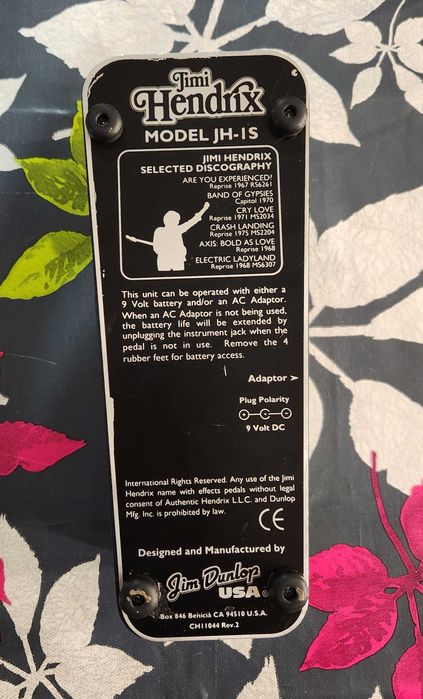 Jimi
Hendrix
MODEL JH-1S
JIMI HENDRIX
SELECTED DISCOGRAPHY
ARE YOU EXPERIENCED?
Reprise 1967 RS6261
BAND OF GYPSIES
Capitol 1970
CRY LOVE
Reprise 1971 MS2034
CRASH LANDING
Reprise 1975 MS2204
AXIS: BOLD AS LOVE
Reprise 1968
ELECTRIC LADYLAND
Reprise 1968 MS6307
This unit can be operated with either a
9 Volt battery and/or an AC Adaptor.
When an AC Adaptor is not being used,
the battery life will be extended by
unplugging the instrument jack when the
pedal is not in use. Remove the 4
rubber feet for battery access.
Adaptor >
Plug Polarity
9 Volt DC
International Rights Reserved. Any use of the Jimi
Hendrix name with effects pedals without legal
consent of Authentic Hendrix L.L.C. and Dunlop
Mfg. Inc. is prohibited by law.
CE
Designed and Manufactured by
Jim Dunlop
USA®
Box 846 Benicia CA 94510 U.S.A.
CH11044 Rev.2